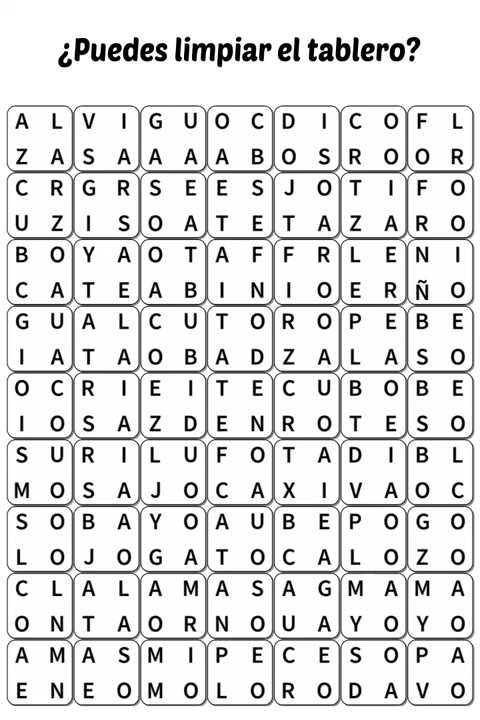 ¿Puedes limpiar el tablero?
A L V I G U O C D I C O F L
Z A S A A A A B O S R O O R
C R G R S E E S J O T I F O
U Z I S O A T E T A Z A R O
B O Y A O T A F F R L E N I
C A T E A B I N I O E R Ñ O
G U A L C U T O R O P E B E
I A T A O B A D Z A L A S O
O C R I E I T E C U B O B E
I O S A Z D E N R O T E S O
S U R I L U F O T A D I B L
M O S A J O C A X I V A O C
S O B A Y O A U B E P O G O
L O J O G A T O C A L O Z O
C L A L A M A S A G M A M A
O N T A O R N O U A Y O Y O
A M A S M I P E C E S O P A
E N E O M O L O R O D A V O